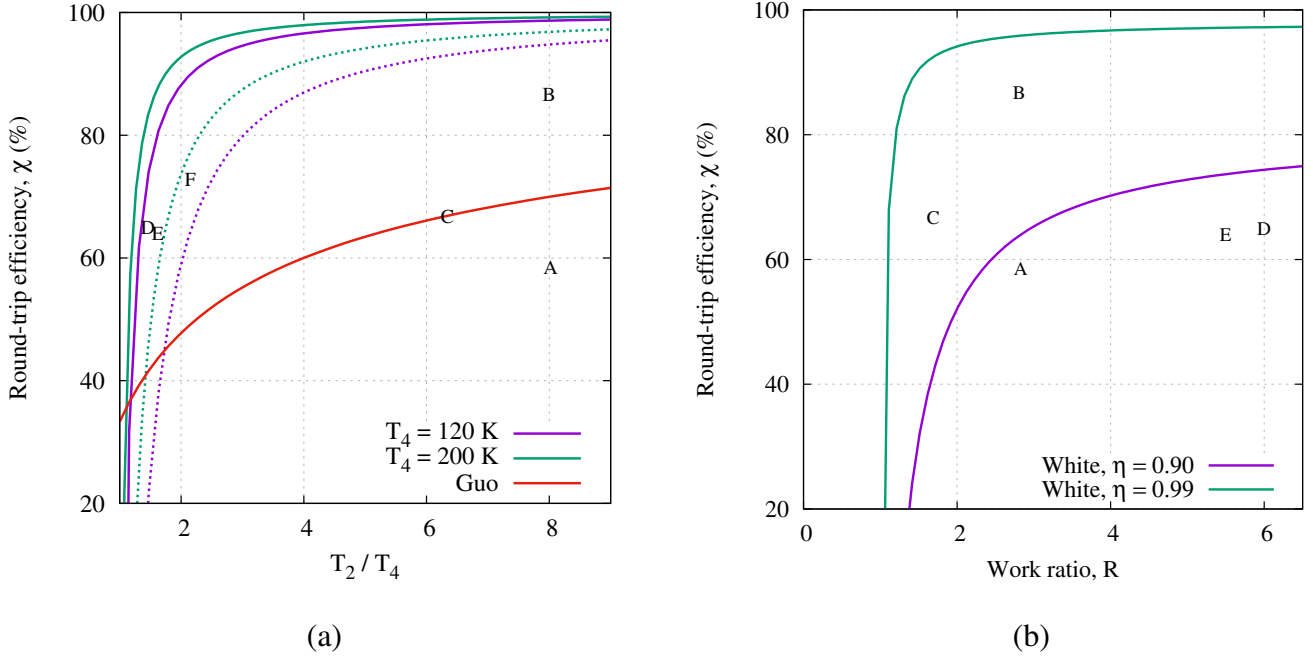 Round-trip efficiency, χ (%)
100
80
60
40
20
2
4
6
8
T2 / T4
A
B
C
D
E
F
T4 = 120 K
T4 = 200 K
Guo
(a)
Round-trip efficiency, χ (%)
100
80
60
40
20
0
2
4
6
Work ratio, R
A
B
C
D
E
White, η = 0.90
White, η = 0.99
(b)